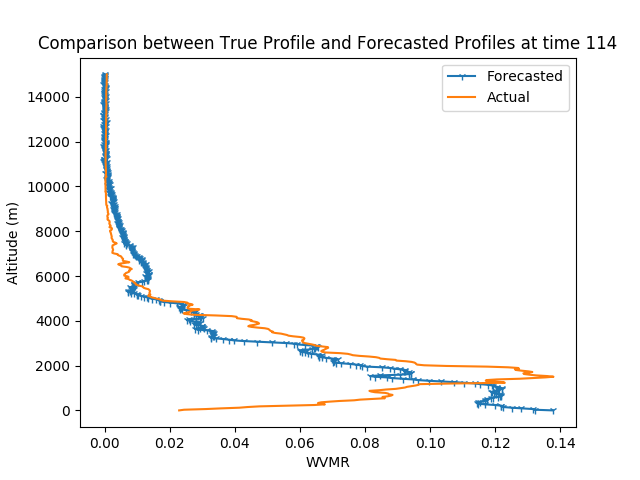 Comparison between True Profile and Forecasted Profiles at time 114
Forecasted
Actual
14000
12000
10000
8000
6000
4000
2000
0
Altitude (m)
0.00 0.02 0.04 0.06 0.08 0.10 0.12 0.14
WVMR